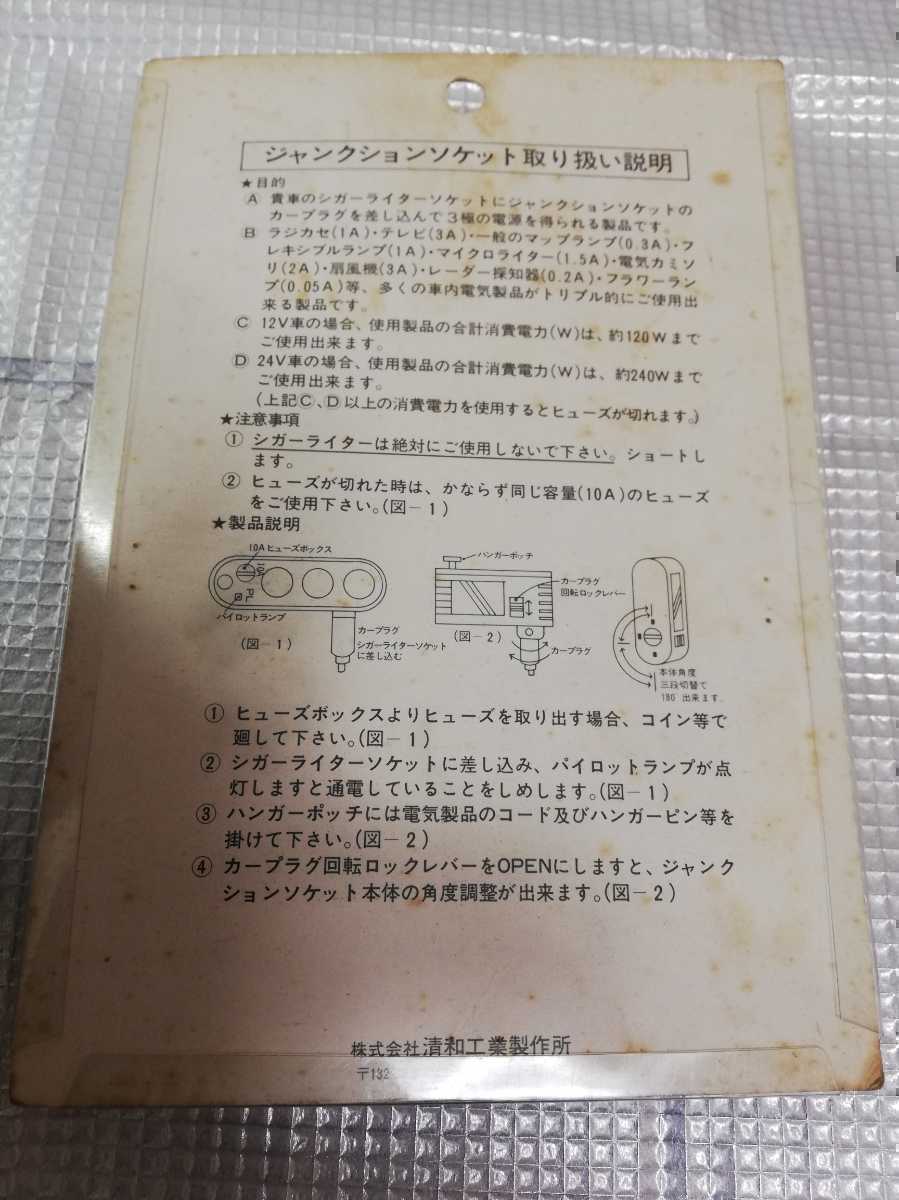 ジャンクションソケット取り扱い説明
★目的
Ⓐ 貴車のシガーライターソケットにジャンクションソケットの
カープラグを差し込んで3極の電源を得られる製品です。
Ⓑ ラジカセ(1A)・テレビ(3A)・一般のマップランプ(0.3A)・フ
レキシブルランプ(1A)・マイクロライター(1.5A)・電気カミソ
リ(2A)・扇風機(3A)・レーダー探知器(0.2A)・フラワーラン
プ(0.05A)等、多くの車内電気製品がトリプル的にご使用出
来る製品です。
Ⓒ 12V車の場合、使用製品の合計消費電力(W)は、約120Wまで
ご使用出来ます。
Ⓓ 24V車の場合、使用製品の合計消費電力(W)は、約240Wまで
ご使用出来ます。
(上記Ⓒ、Ⓓ以上の消費電力を使用するとヒューズが切れます。)
★注意事項
① シガーライターは絶対にご使用しないで下さい。ショートし
ます。
② ヒューズが切れた時は、かならず同じ容量(10A)のヒューズ
をご使用下さい。(図-1)
★製品説明
10Aヒューズボックス
10A
PL
パイロットランプ
(図-1)
カープラグ
シガーライターソケット
に差し込む
ハンガーポッチ
カープラグ
回転ロックレバー
(図-2)
カープラグ
本体角度
三段切替で
180°出来ます。
① ヒューズボックスよりヒューズを取り出す場合、コイン等で
廻して下さい。(図-1)
② シガーライターソケットに差し込み、パイロットランプが点
灯しますと通電していることをしめします。(図-1)
③ ハンガーポッチには電気製品のコード及びハンガーピン等を
掛けて下さい。(図-2)
④ カープラグ回転ロックレバーをOPENにしますと、ジャンク
ションソケット本体の角度調整が出来ます。(図-2)
株式会社清和工業製作所
〒132